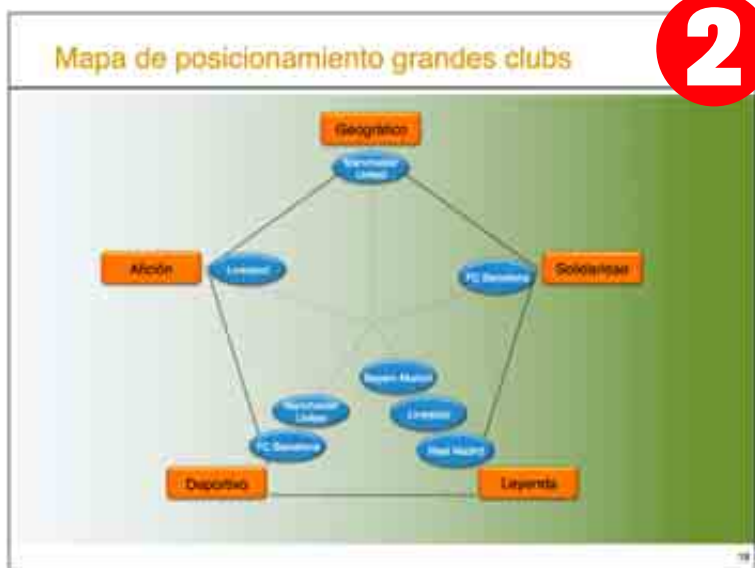 Mapa de posicionamiento grandes clubs
2
Geográfico
Manchester
United
Afición
Liverpool
FC Barcelona
Solidaridad
Bayern Munich
Manchester
United
Liverpool
FC Barcelona
Real Madrid
Deportivo
Leyenda